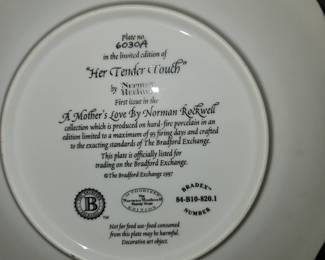 Plate no.
6030A
in the limited edition of
"Her Tender Touch"
by Norman
Rockwell
First issue in the
A Mother's Love By Norman Rockwell
collection which is produced on hard-fire porcelain in an
edition limited to a maximum of 95 firing days and crafted
to the exacting standards of The Bradford Exchange.
This plate is officially listed for
trading on the Bradford Exchange.
©The Bradford Exchange 1997
B
AUTHORIZED
EDITION
BRADEX
84-B10-820.1
NUMBER
Not for food use-food consumed
from this plate may be harmful.
Decorative art object.